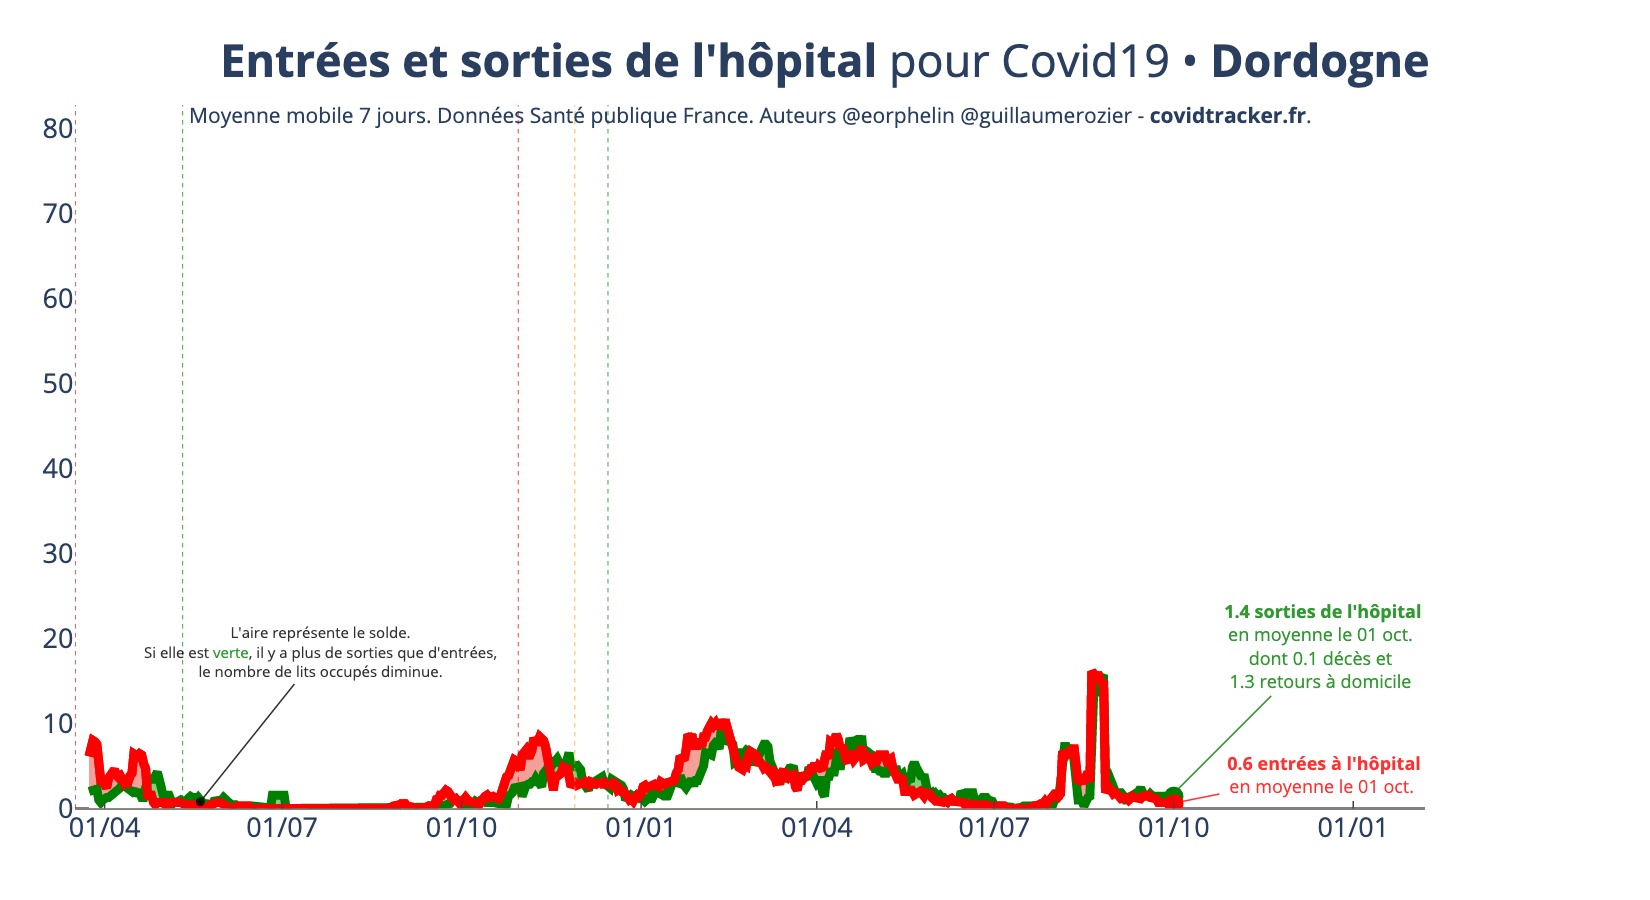 Entrées et sorties de l'hôpital pour Covid19 • Dordogne
Moyenne mobile 7 jours. Données Santé publique France. Auteurs @eorphelin @guillaumerozier - covidtracker.fr.
80
70
60
50
40
30
20
10
0
L'aire représente le solde.
Si elle est verte, il y a plus de sorties que d'entrées,
le nombre de lits occupés diminue.
1.4 sorties de l'hôpital
en moyenne le 01 oct.
dont 0.1 décès et
1.3 retours à domicile
0.6 entrées à l'hôpital
en moyenne le 01 oct.
01/04
01/07
01/10
01/01
01/04
01/07
01/10
01/01